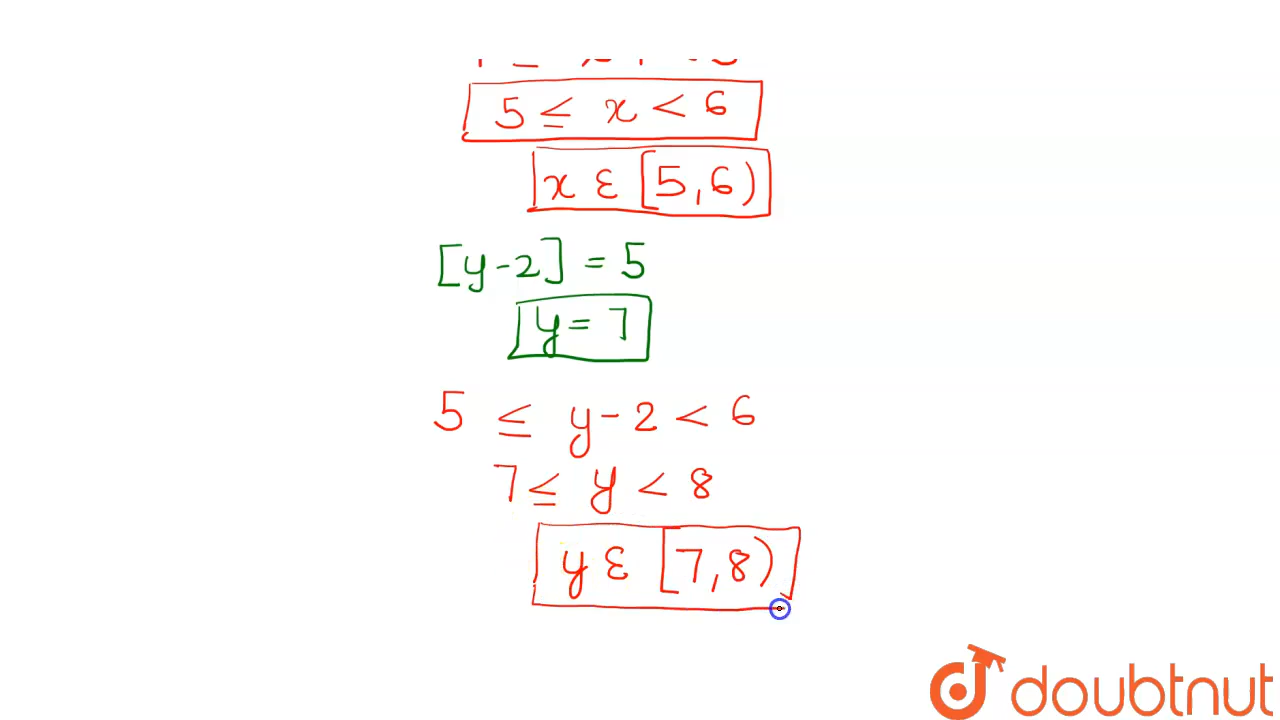 5 ≤ x < 6
x ε [5,6)
[y-2] = 5
y = 7
5 ≤ y-2 < 6
7 ≤ y < 8
y ε [7,8)
doubtnut